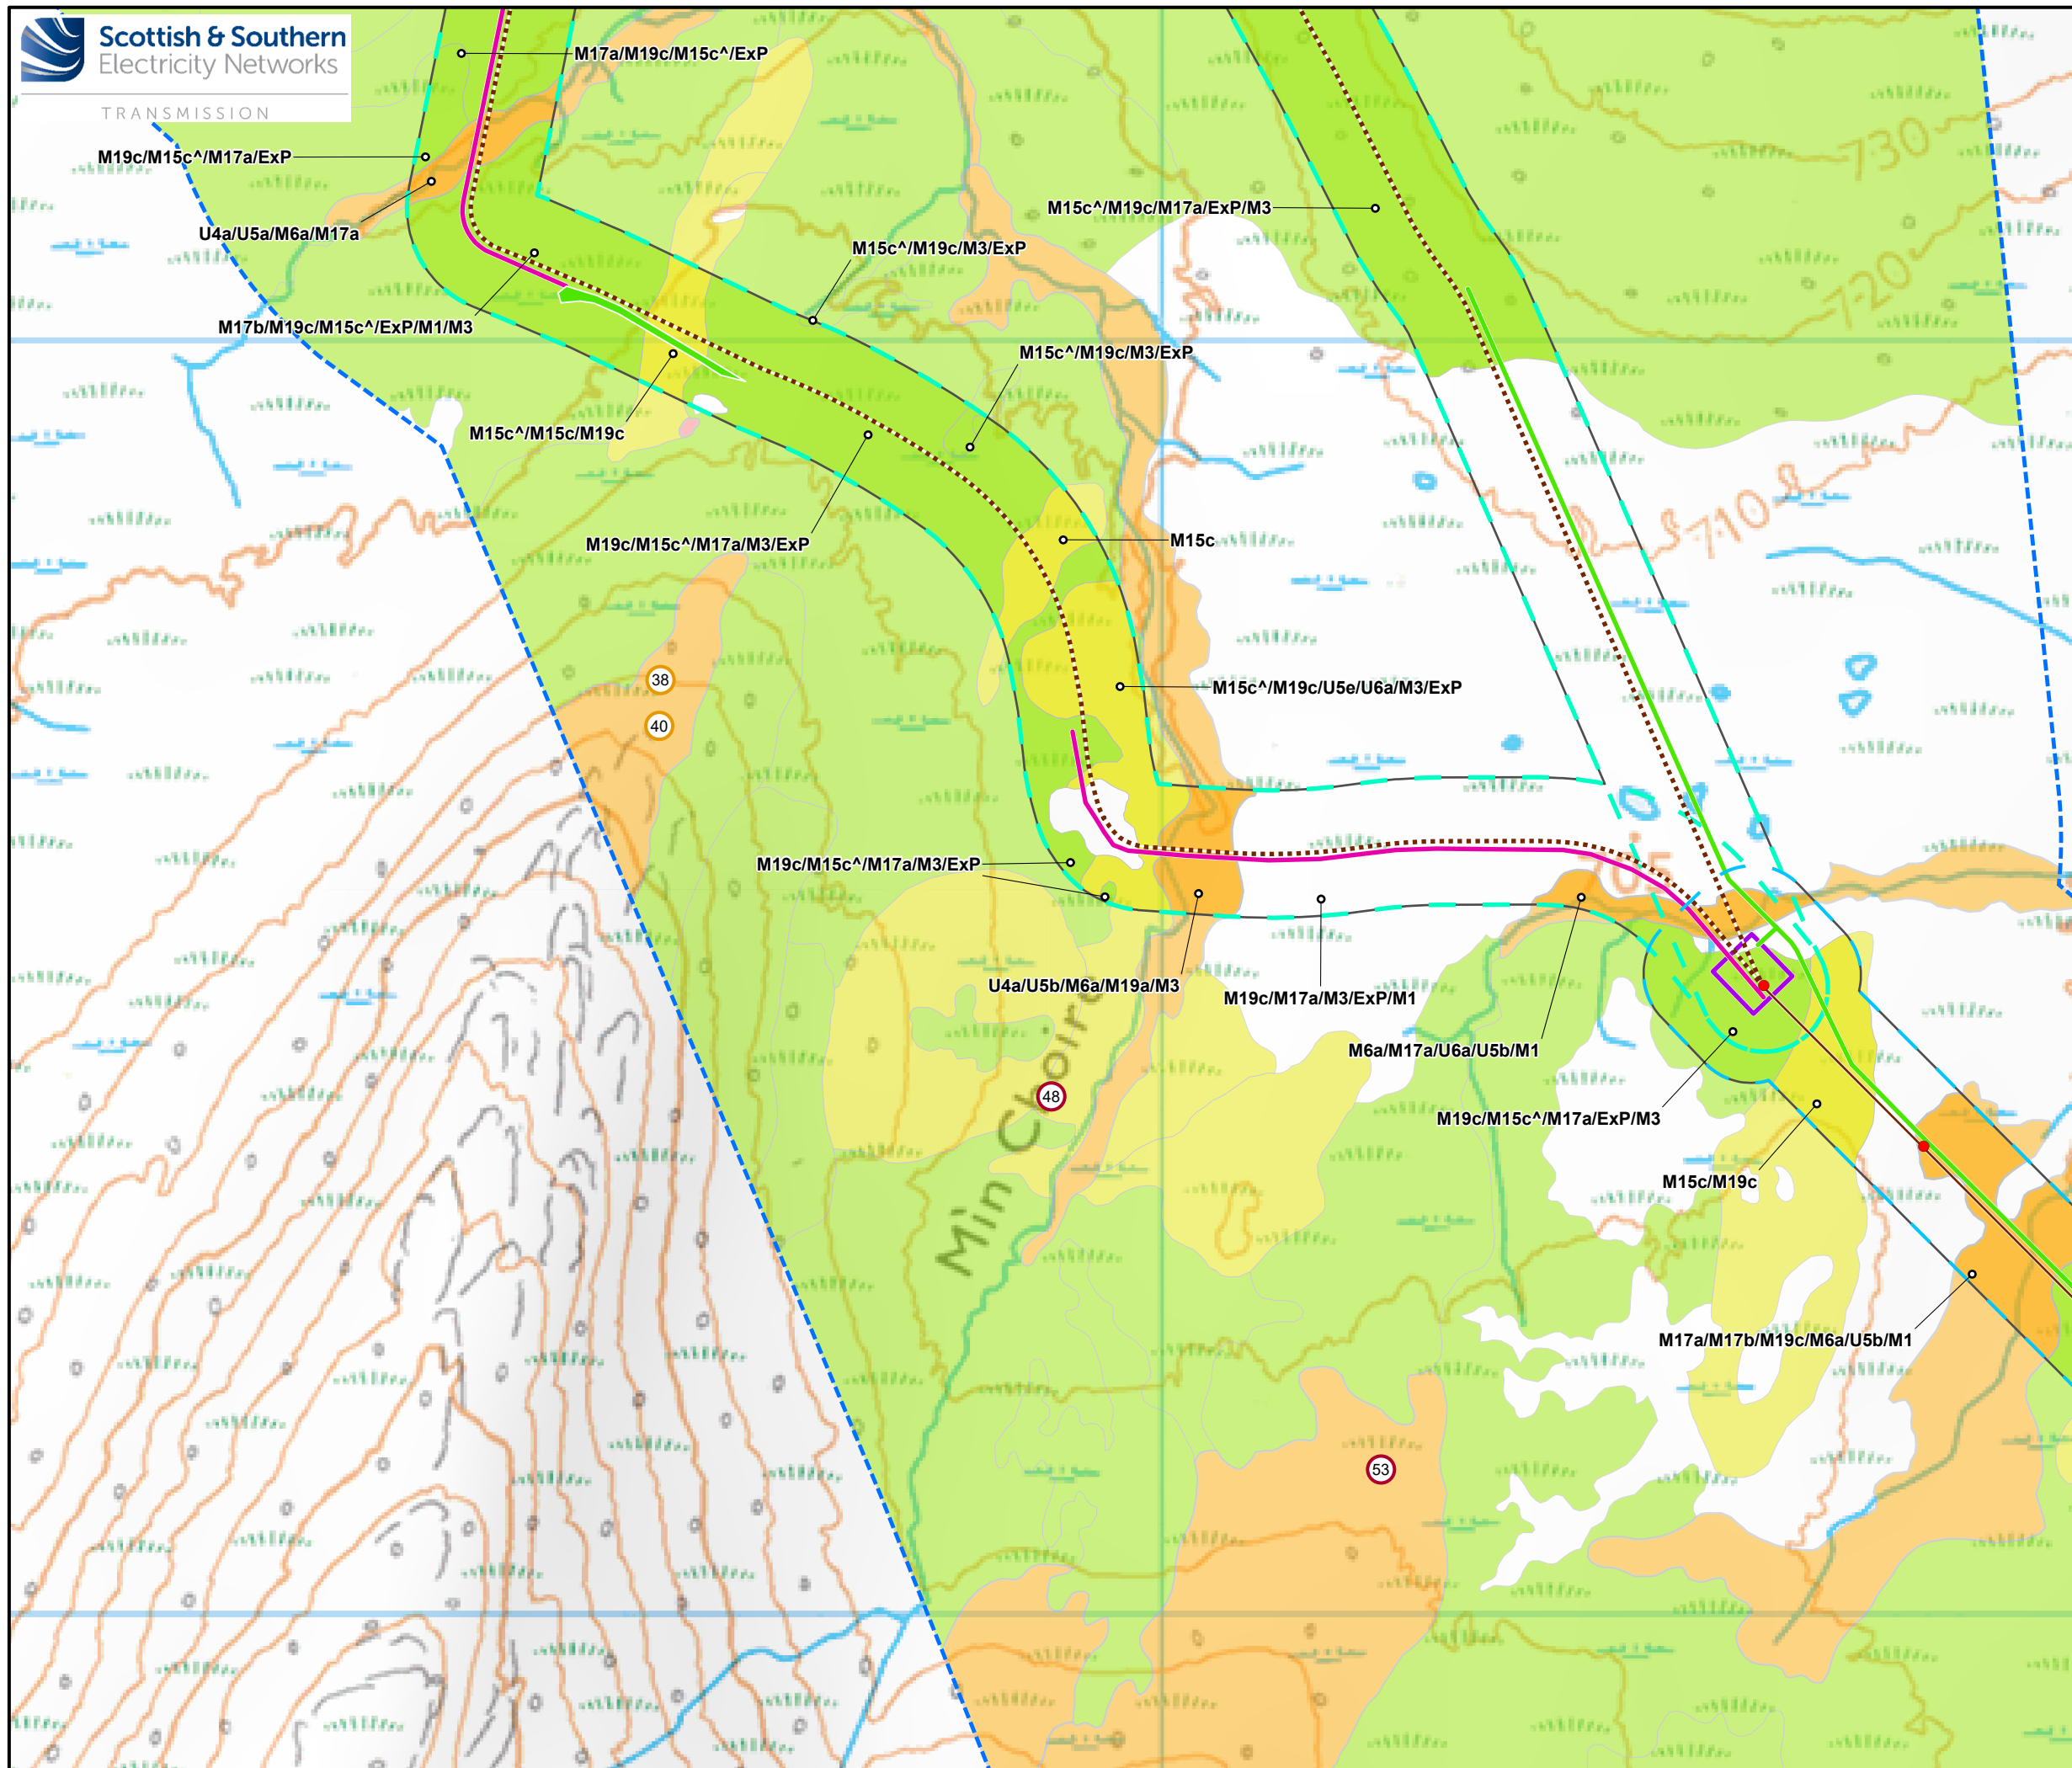 Scottish & Southern
Electricity Networks
TRANSMISSION
M17a/M19c/M15c^/ExP
M19c/M15c^/M17a/ExP
730
U4a/U5a/M6a/M17a
M15c^/M19c/M17a/ExP/M3
M15c^/M19c/M3/ExP
720
M17b/M19c/M15c^/ExP/M1/M3
M15c^/M19c/M3/ExP
M15c^/M15c/M19c
710
M19c/M15c^/M17a/M3/ExP
M15c
38
M15c^/M19c/U5e/U6a/M3/ExP
40
M19c/M15c^/M17a/M3/ExP
705
U4a/U5b/M6a/M19a/M3
M19c/M17a/M3/ExP/M1
M6a/M17a/U6a/U5b/M1
48
M19c/M15c^/M17a/ExP/M3
Mìn Choire
M15c/M19c
M17a/M17b/M19c/M6a/U5b/M1
53